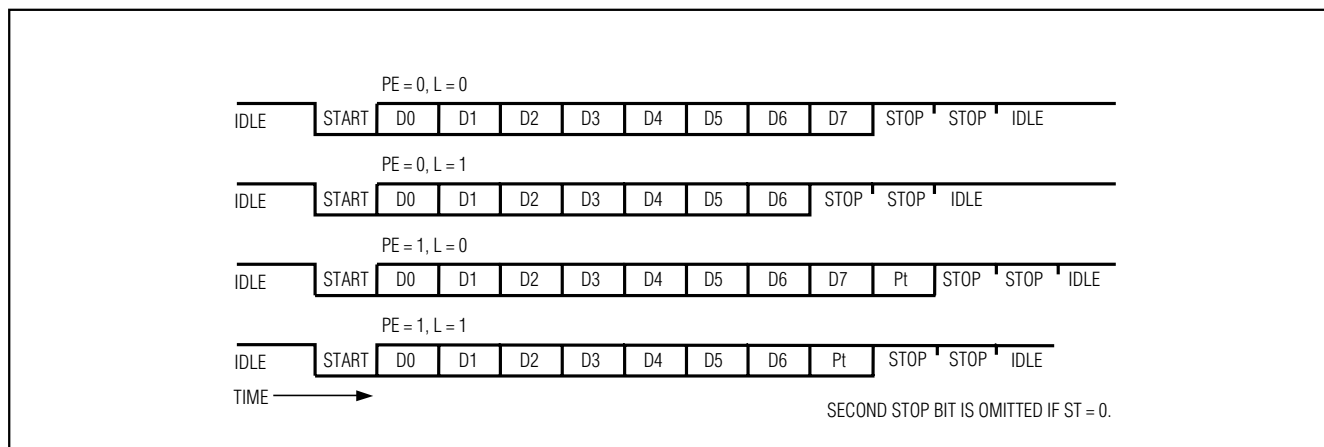 PE = 0, L = 0
IDLE START D0 D1 D2 D3 D4 D5 D6 D7 STOP STOP IDLE
PE = 0, L = 1
IDLE START D0 D1 D2 D3 D4 D5 D6 STOP STOP IDLE
PE = 1, L = 0
IDLE START D0 D1 D2 D3 D4 D5 D6 D7 Pt STOP STOP IDLE
PE = 1, L = 1
IDLE START D0 D1 D2 D3 D4 D5 D6 Pt STOP STOP IDLE
TIME
SECOND STOP BIT IS OMITTED IF ST = 0.